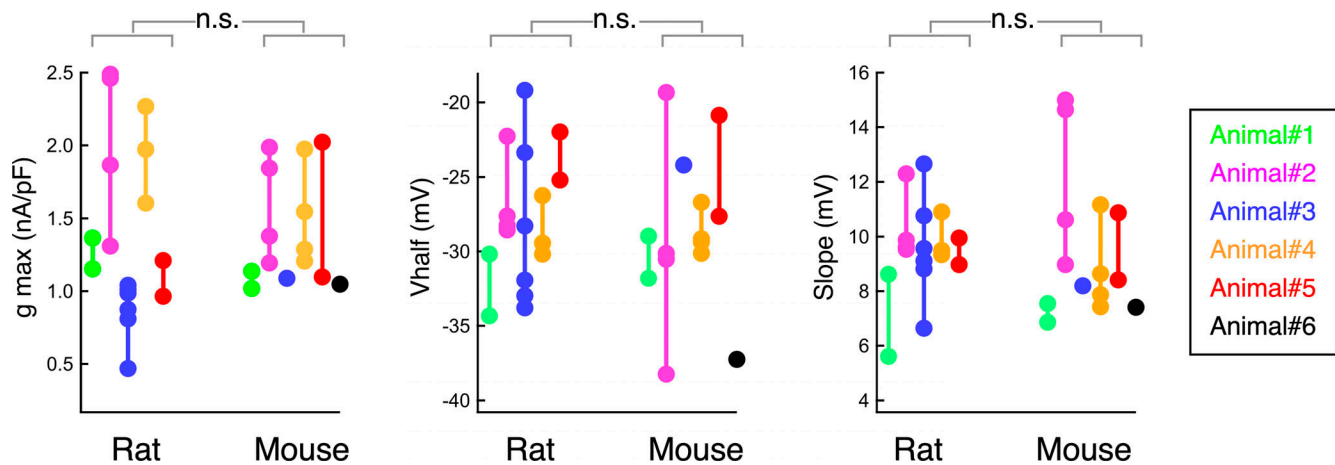 n.s.
g max (nA/pF)
2.5
2.0
1.5
1.0
0.5
Rat
Mouse
n.s.
Vhalf (mV)
-20
-25
-30
-35
-40
Rat
Mouse
n.s.
Slope (mV)
16
14
12
10
8
6
4
Rat
Mouse
Animal#1
Animal#2
Animal#3
Animal#4
Animal#5
Animal#6